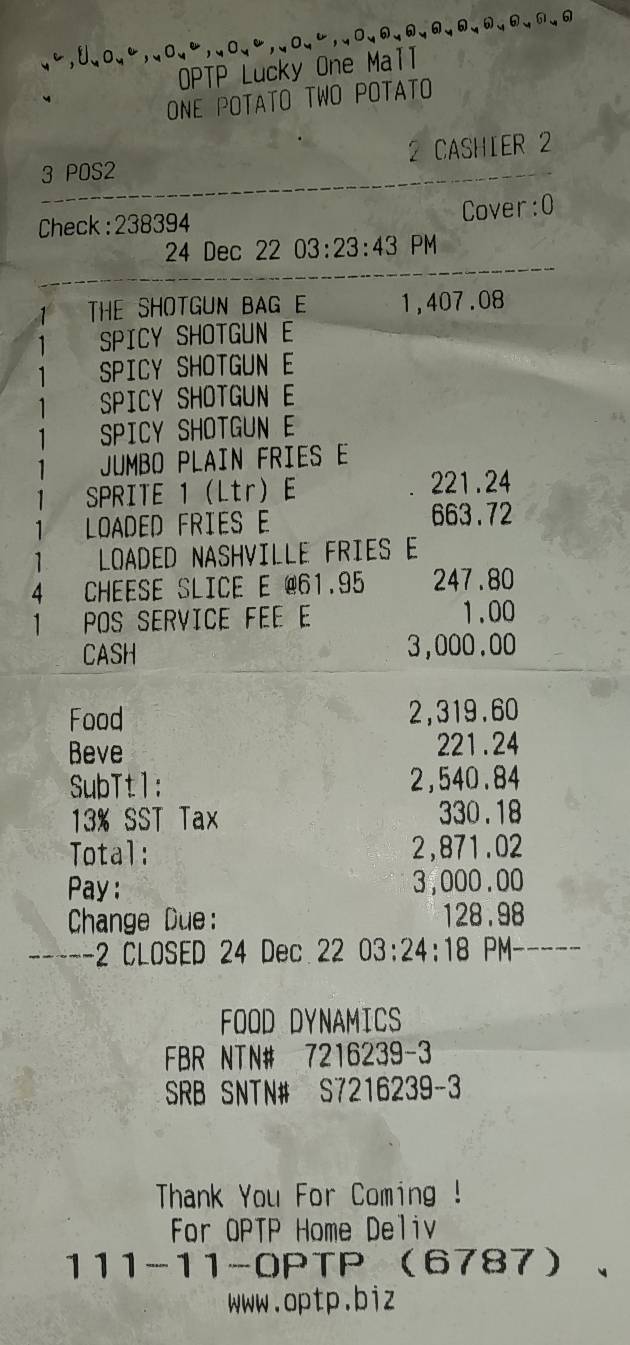 OPTP Lucky One Mall
ONE POTATO TWO POTATO
3 POS2 2 CASHIER 2
Check:238394 Cover:0
24 Dec 22 03:23:43 PM
1 THE SHOTGUN BAG E 1,407.08
1 SPICY SHOTGUN E
1 SPICY SHOTGUN E
1 SPICY SHOTGUN E
1 SPICY SHOTGUN E
1 JUMBO PLAIN FRIES E
1 SPRITE 1 (Ltr) E 221.24
1 LOADED FRIES E 663.72
1 LOADED NASHVILLE FRIES E
4 CHEESE SLICE E @61.95 247.80
1 POS SERVICE FEE E 1.00
CASH 3,000.00
Food 2,319.60
Beve 221.24
SubTtl: 2,540.84
13% SST Tax 330.18
Total: 2,871.02
Pay: 3,000.00
Change Due: 128.98
-----2 CLOSED 24 Dec 22 03:24:18 PM-----
FOOD DYNAMICS
FBR NTN# 7216239-3
SRB SNTN# S7216239-3
Thank You For Coming !
For OPTP Home Deliv
111-11-OPTP (6787)
www.optp.biz